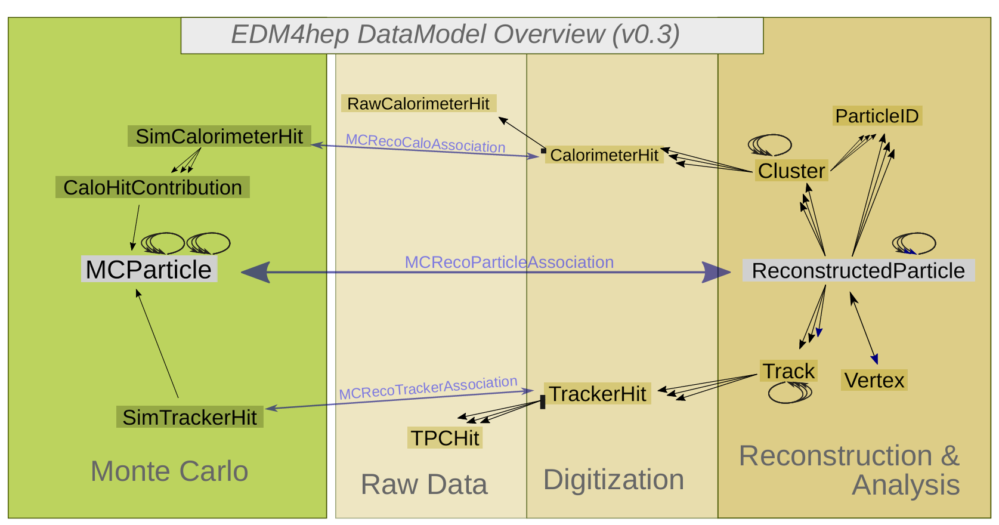 EDM4hep DataModel Overview (v0.3)
RawCalorimeterHit
ParticleID
SimCalorimeterHit
MCRecoCaloAssociation
CalorimeterHit
Cluster
CaloHitContribution
MCParticle
MCRecoParticleAssociation
ReconstructedParticle
Track
Vertex
MCRecoTrackerAssociation
TrackerHit
SimTrackerHit
TPCHit
Monte Carlo
Raw Data
Digitization
Reconstruction &
Analysis